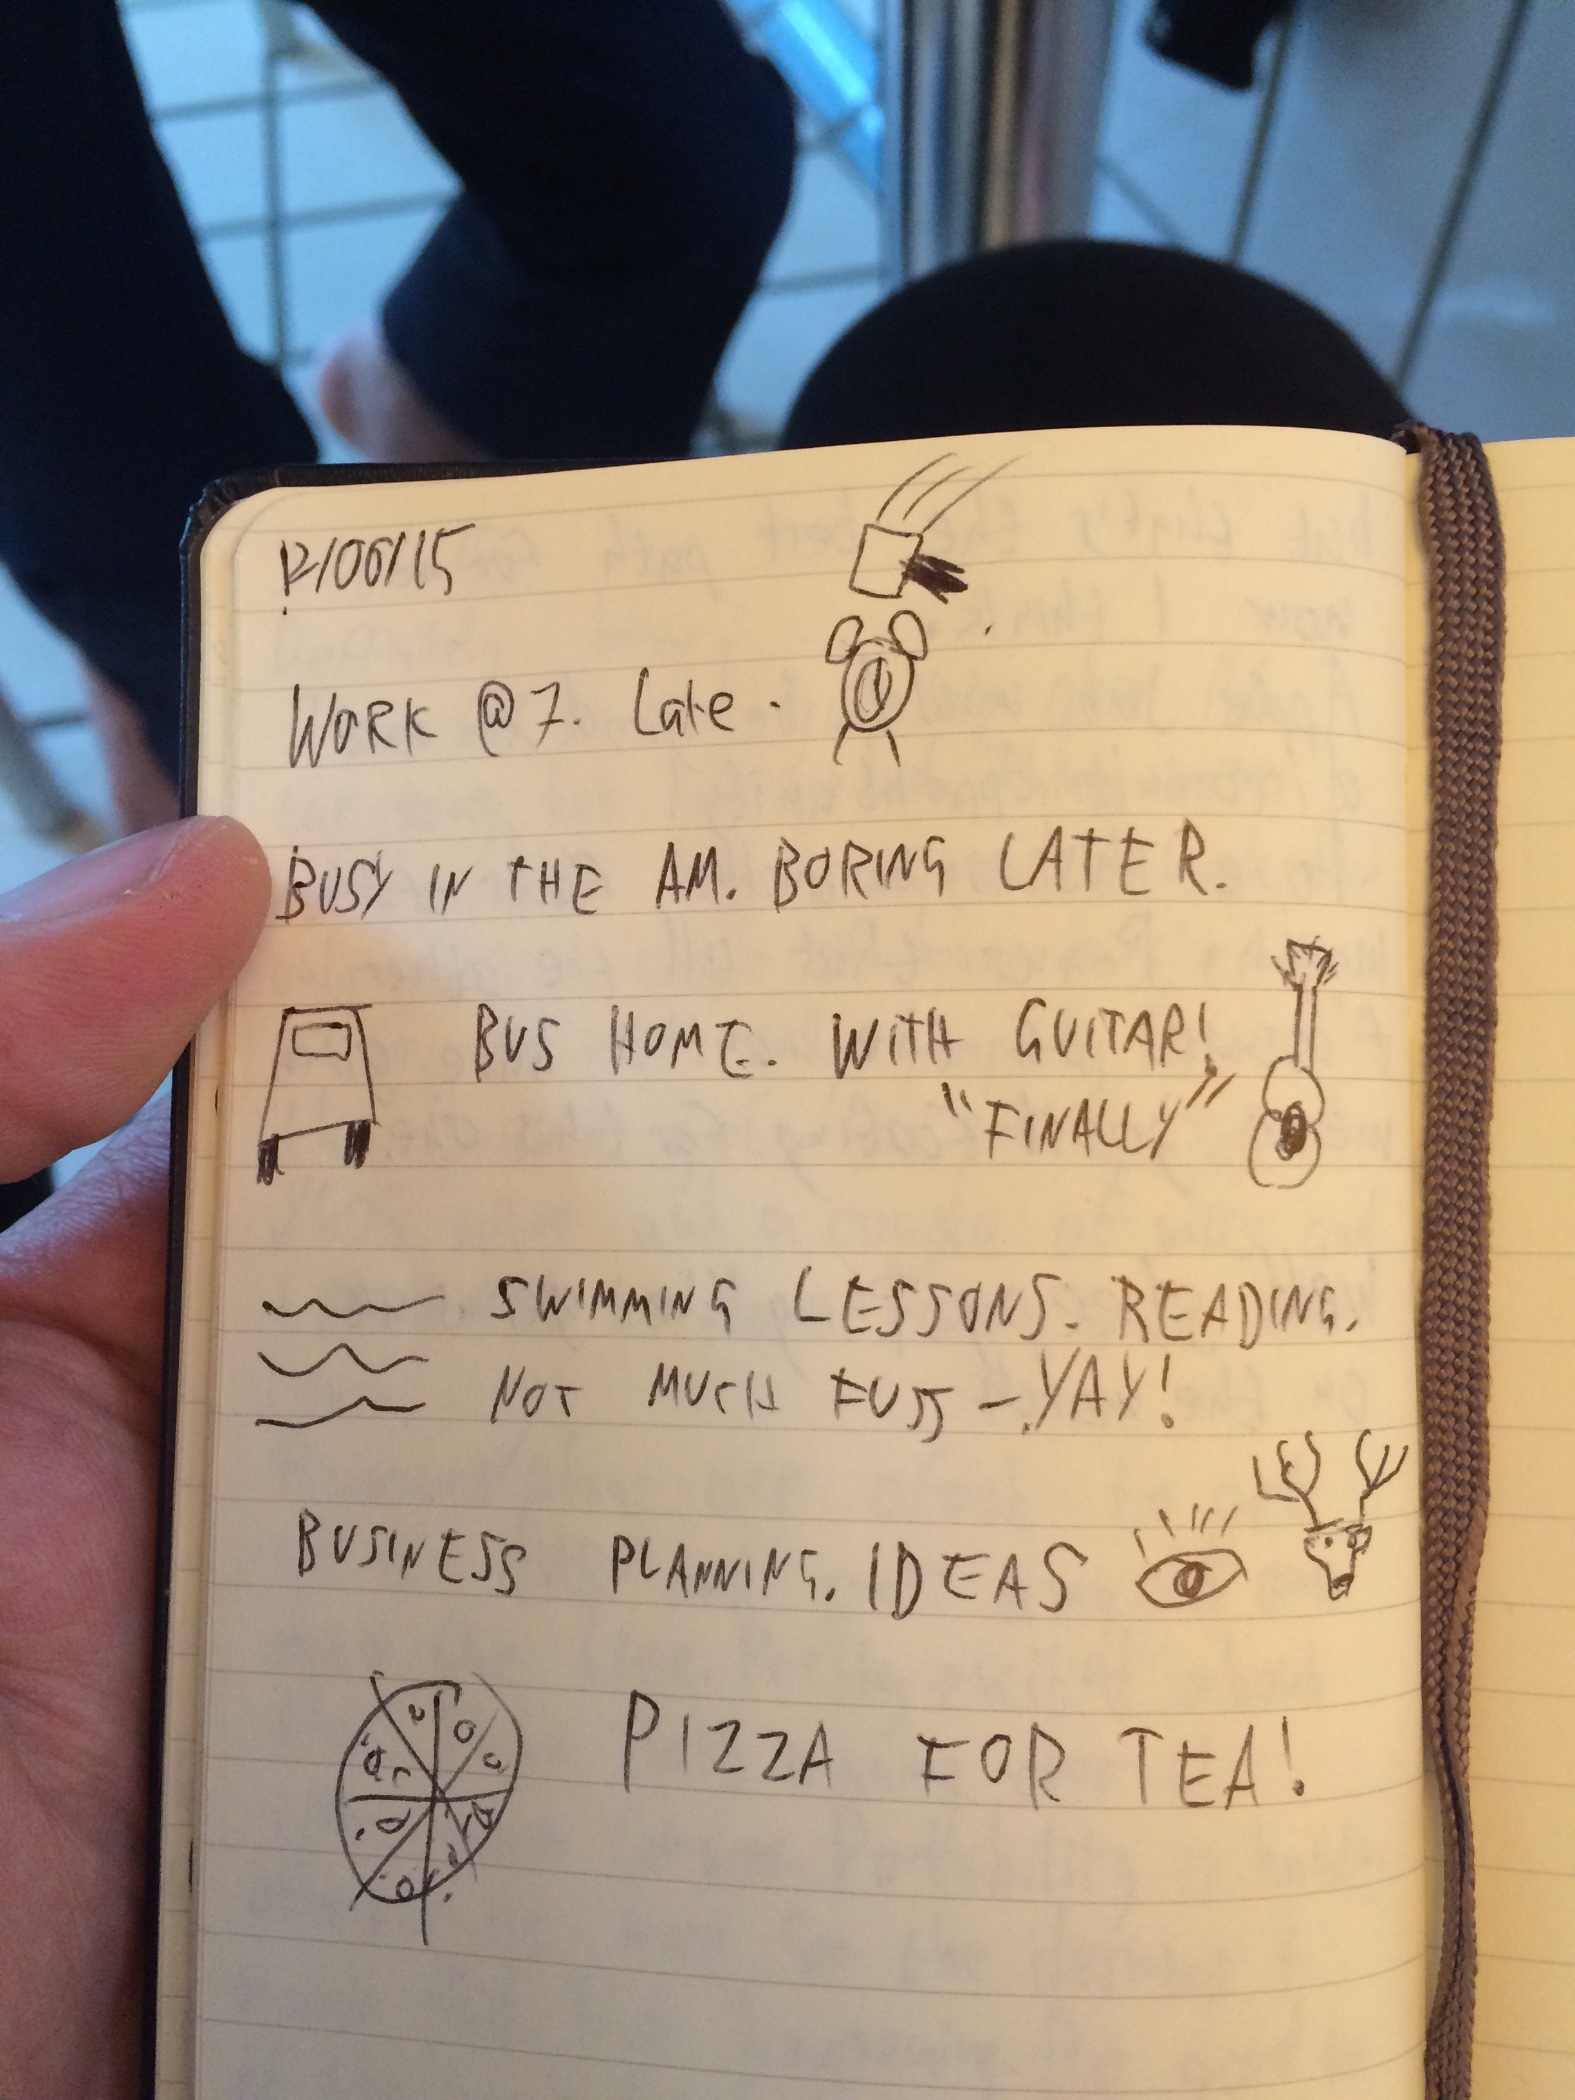 12/06/15
WORK @ 7. Late.
BUSY IN THE AM. BORING LATER.
BUS HOME. WITH GUITAR!
"FINALLY"
SWIMMING LESSONS. READING.
NOT MUCH FUSS - YAY!
BUSINESS PLANNING. IDEAS
PIZZA FOR TEA!